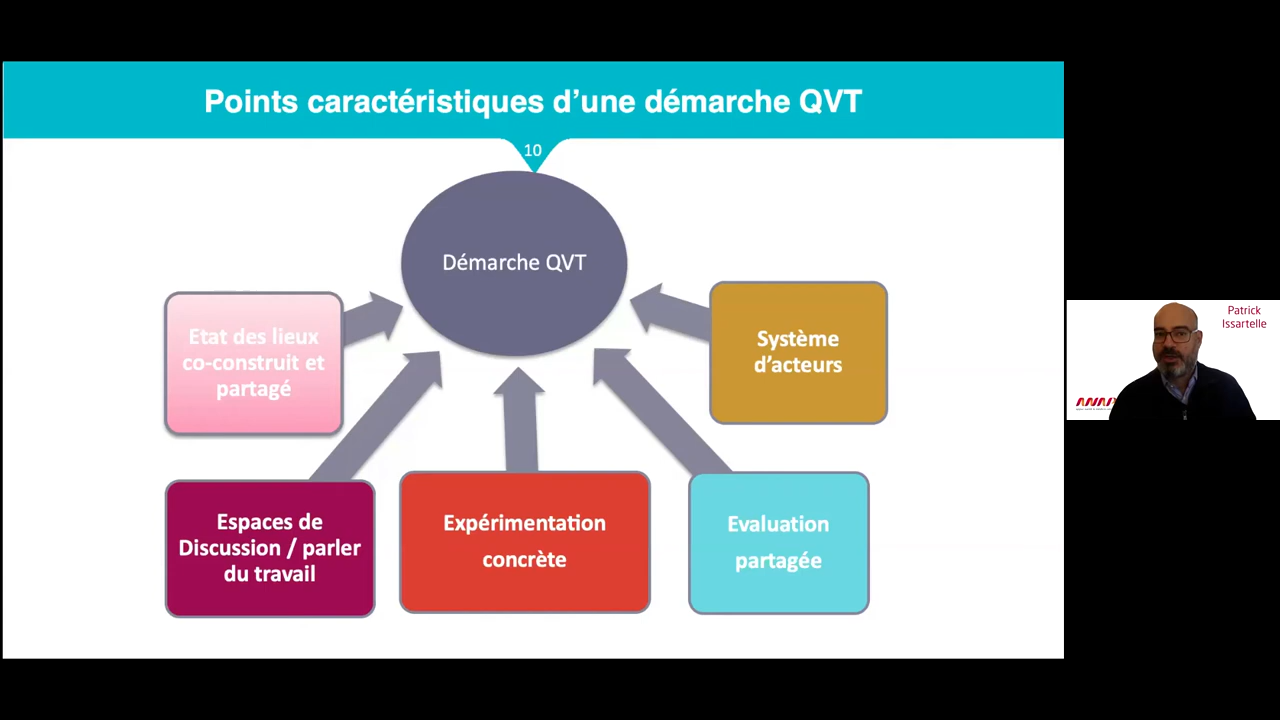 Points caractéristiques d'une démarche QVT
10
Démarche QVT
Etat des lieux
co-construit et
partagé
Système
d'acteurs
Espaces de
Discussion / parler
du travail
Expérimentation
concrète
Evaluation
partagée
Patrick
Issartelle